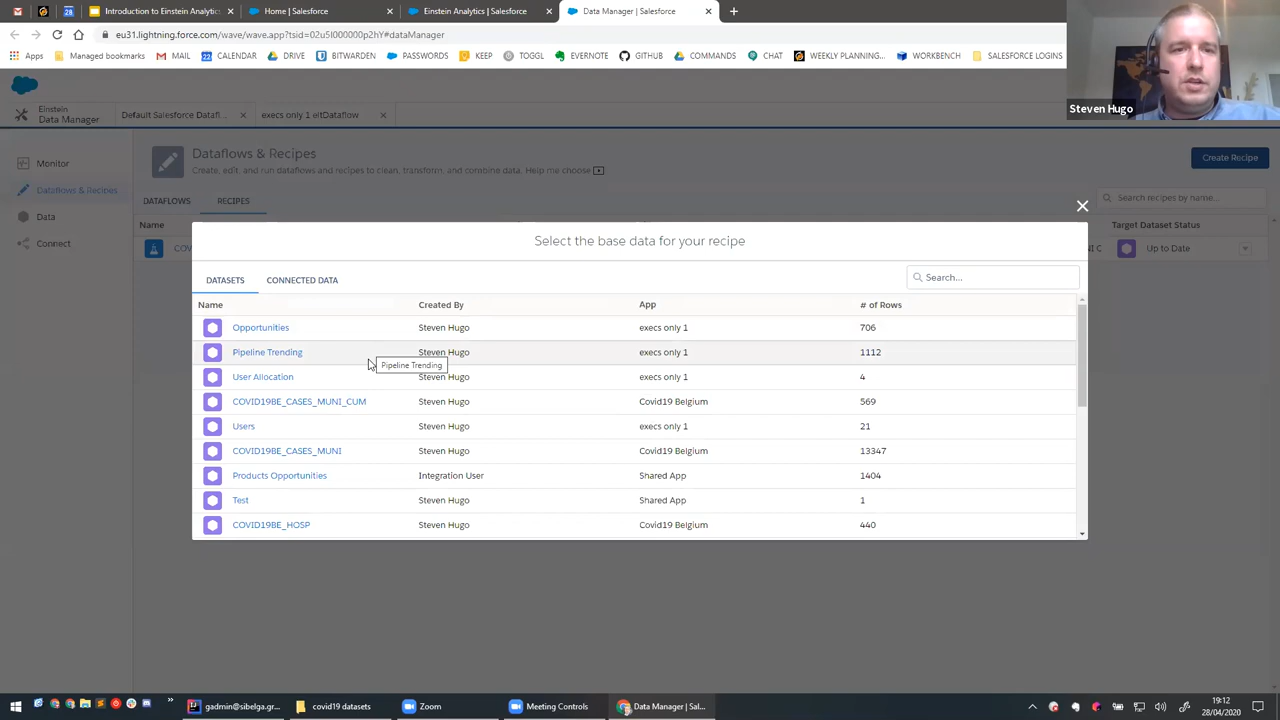 Introduction to Einstein Analytics
Home | Salesforce
Einstein Analytics | Salesforce
Data Manager | Salesforce
eu31.lightning.force.com/wave/wave.app?tsid=02u5I000000p2hY#dataManager
Apps
Managed bookmarks
MAIL
CALENDAR
DRIVE
BITWARDEN
PASSWORDS
KEEP
TOGGL
EVERNOTE
GITHUB
COMMANDS
CHAT
WEEKLY PLANNING...
WORKBENCH
SALESFORCE LOGINS
Steven Hugo
Einstein
Data Manager
Default Salesforce Datafl...
execs only 1 eltDataflow
Monitor
Dataflows & Recipes
Data
Connect
Dataflows & Recipes
Create, edit, and run dataflows and recipes to clean, transform, and combine data. Help me choose
Create Recipe
DATAFLOWS
RECIPES
Search recipes by name...
Name
Target Dataset Status
COV
Up to Date
Select the base data for your recipe
DATASETS
CONNECTED DATA
Search...
Name Created By App # of Rows
Opportunities Steven Hugo execs only 1 706
Pipeline Trending Steven Hugo execs only 1 1112
Pipeline Trending
User Allocation Steven Hugo execs only 1 4
COVID19BE_CASES_MUNI_CUM Steven Hugo Covid19 Belgium 569
Users Steven Hugo execs only 1 21
COVID19BE_CASES_MUNI Steven Hugo Covid19 Belgium 13347
Products Opportunities Integration User Shared App 1404
Test Steven Hugo Shared App 1
COVID19BE_HOSP Steven Hugo Covid19 Belgium 440
gadmin@sibelga.gr...
covid19 datasets
Zoom
Meeting Controls
Data Manager | Sal...
19:12
28/04/2020